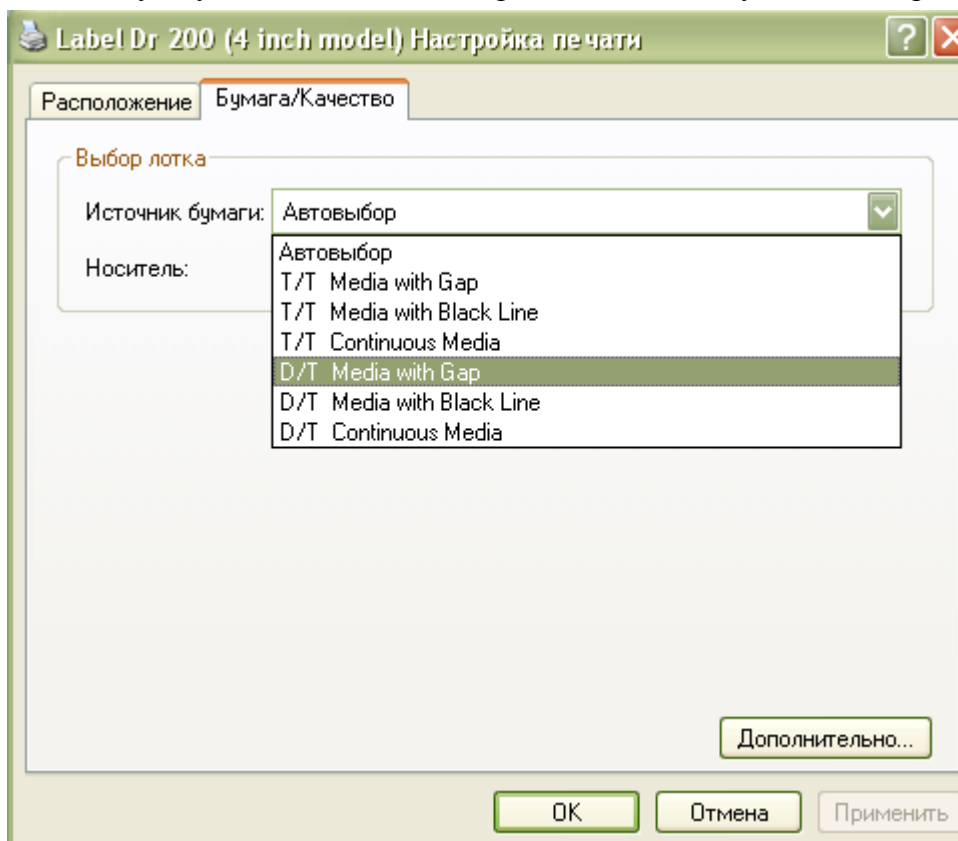 Label Dr 200 (4 inch model) Настройка печати
Расположение Бумага/Качество
Выбор лотка
Источник бумаги: Автовыбор
Носитель:
Автовыбор
T/T Media with Gap
T/T Media with Black Line
T/T Continuous Media
D/T Media with Gap
D/T Media with Black Line
D/T Continuous Media
Дополнительно...
OK Отмена Применить